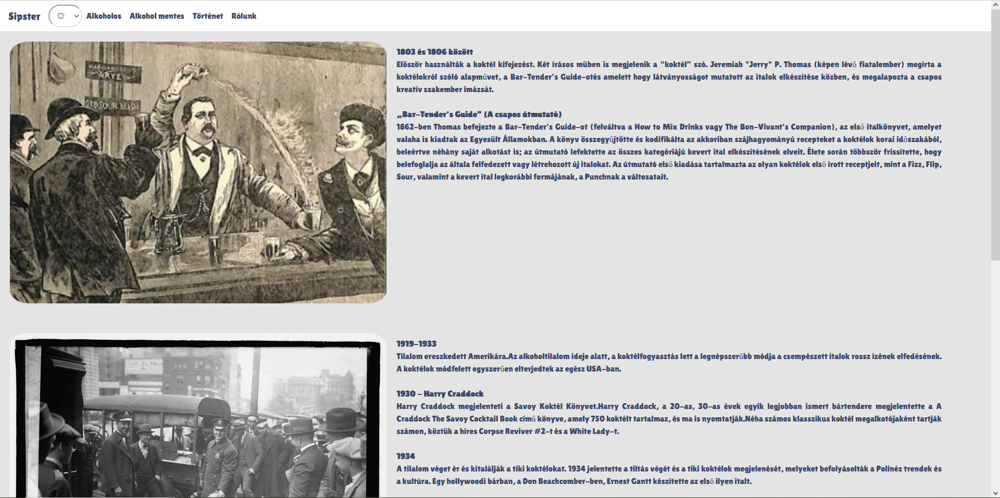 Sipster
Alkoholos
Alkohol mentes
Történet
Rólunk
MARYLAND BOURB
RYE
OLD SOUR MASH
1803 és 1806 között
Elöször használták a koktél kifejezést. Két írásos müben is megjelenik a “koktél” szó. Jeremiah "Jerry" P. Thomas (képen lévő fiatalember) megírta a
koktélokról szóló alapművet, a Bar-Tender's Guide-otés amelett hogy látványosságot mutatott az italok elkészítése közben, és megalapozta a csapos
kreatív szakember imázsát.
„Bar-Tender's Guide” (A csapos útmutató)
1862-ben Thomas befejezte a Bar-Tender's Guide-ot (felváltva a How to Mix Drinks vagy The Bon-Vivant's Companion), az első italkönyvet, amelyet
valaha is kiadtak az Egyesült Államokban. A könyv összegyűjtötte és kodifikálta az akkoriban szájhagyományú recepteket a koktélok korai időszakából,
beleértve néhány saját alkotást is; az útmutató lefektette az összes kategóriájú kevert ital elkészítésének elveit. Élete során többször frissítette, hogy
belefoglalja az általa felfedezett vagy létrehozott új italokat. Az útmutató első kiadása tartalmazta az olyan koktélok első írott receptjeit, mint a Fizz, Flip,
Sour, valamint a kevert ital legkorábbi formájának, a Punchnak a változatait.
1919-1933
Tilalom ereszkedett Amerikára.Az alkoholtilalom ideje alatt, a koktélfogyasztás lett a legnépszerűbb módja a csempészett italok rossz ízének elfedésének.
A koktélok módfelett egyszerűen elterjedtek az egész USA-ban.
1930 - Harry Craddock
Harry Craddock megjelenteti a Savoy Koktél Könyvet.Harry Craddock, a 20-as, 30-as évek egyik legjobban ismert bártendere megjelentette a A
Craddock The Savoy Cocktail Book című könyve, amely 750 koktélt tartalmaz, és ma is nyomtatják.Néha számos klasszikus koktél megalkotójaként tartják
számon, köztük a híres Corpse Reviver #2-t és a White Lady-t.
1934
A tilalom véget ér és kitalálják a tiki koktélokat. 1934 jelentette a tiltás végét és a tiki koktélok megjelenését, melyeket befolyásolták a Polinéz trendek és
a kultúra. Egy hollywoodi bárban, a Don Beachcomber-ben, Ernest Gantt készítette az első ilyen italt.